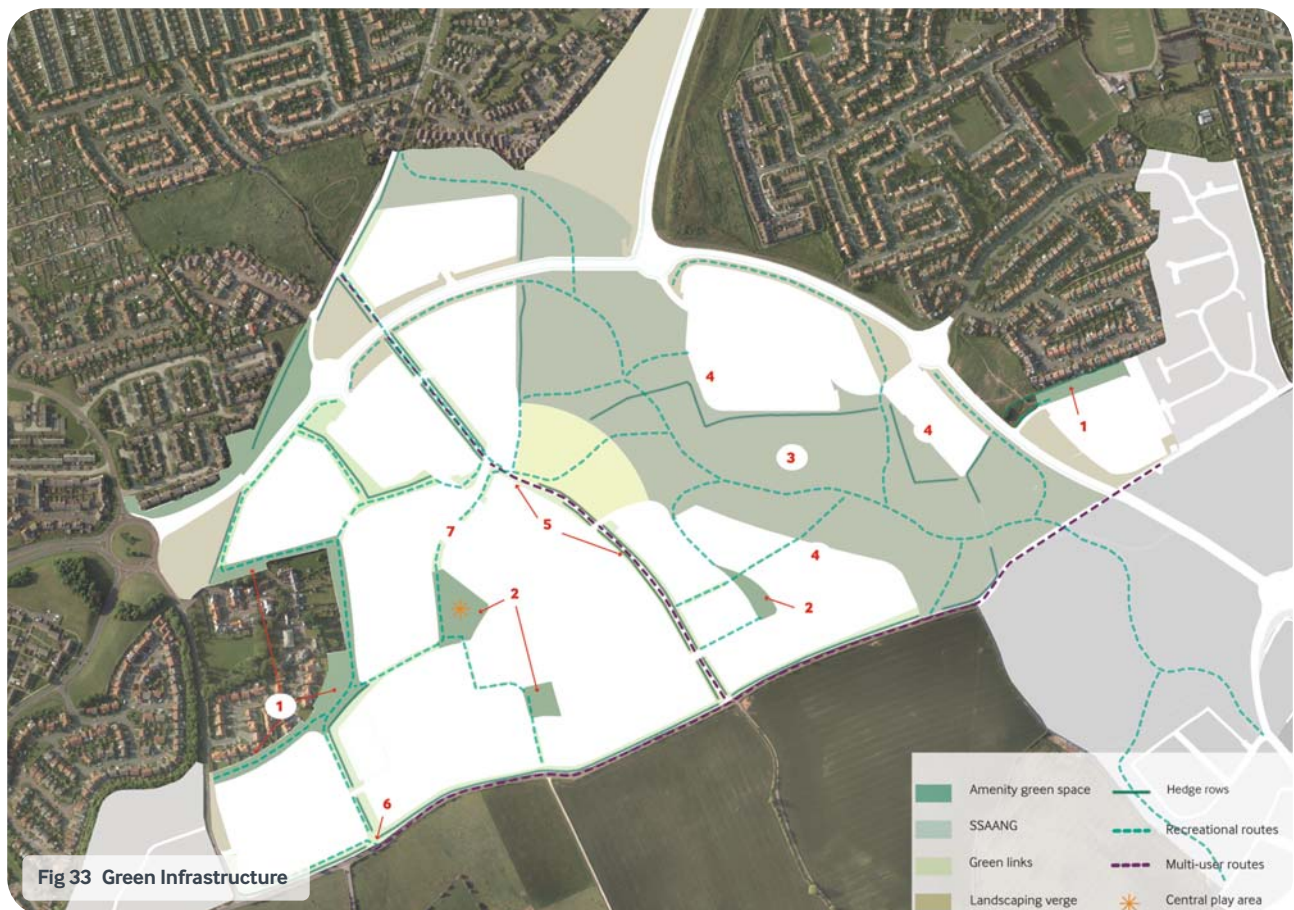 4
4
1
3
5
7
4
2
2
1
6
Amenity green space
Hedge rows
SSAANG
Recreational routes
Green links
Multi-user routes
Landscaping verge
Central play area
Fig 33 Green Infrastructure